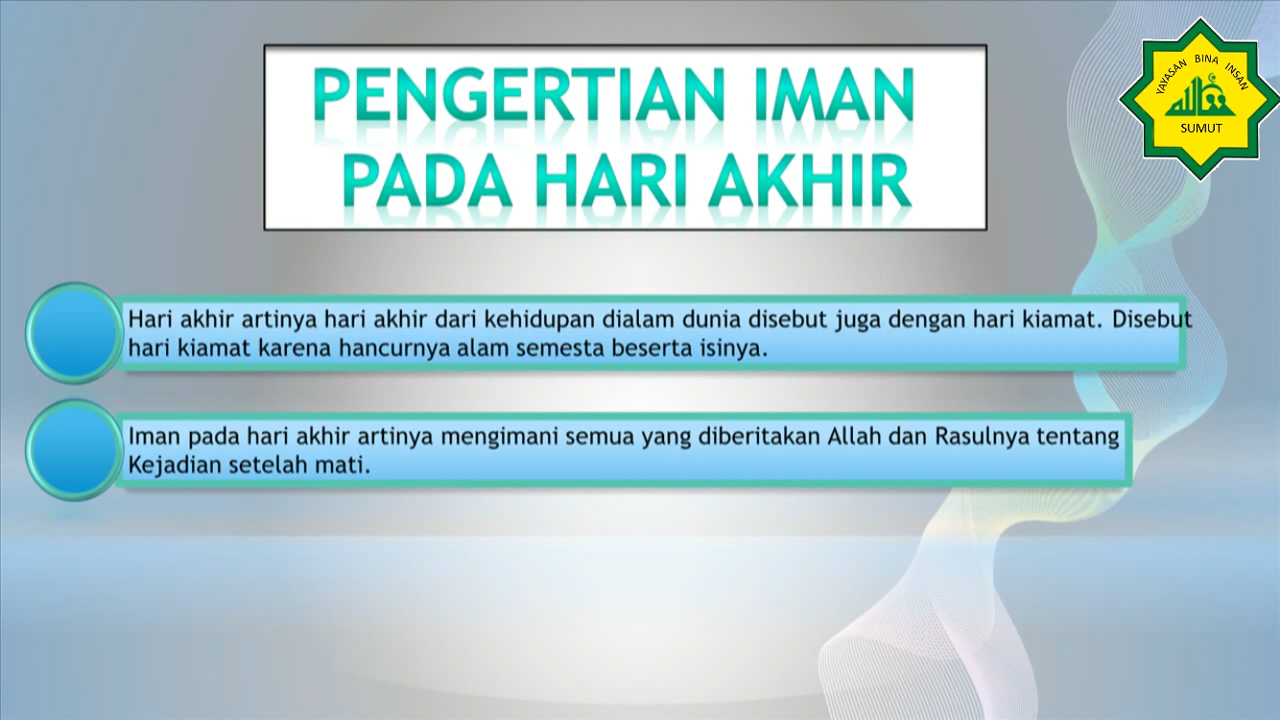 PENGERTIAN IMAN
PADA HARI AKHIR
YAYASAN BINA INSAN
SUMUT
Hari akhir artinya hari akhir dari kehidupan dialam dunia disebut juga dengan hari kiamat. Disebut
hari kiamat karena hancurnya alam semesta beserta isinya.
Iman pada hari akhir artinya mengimani semua yang diberitakan Allah dan Rasulnya tentang
Kejadian setelah mati.